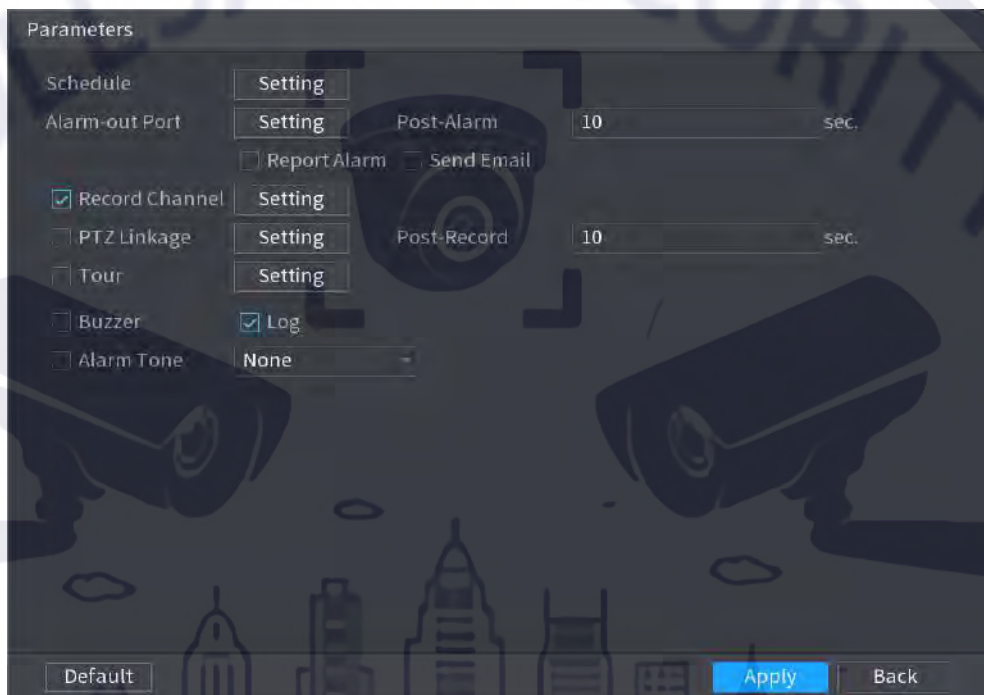 Parameters
Schedule Setting
Alarm-out Port Setting Post-Alarm 10 sec.
Report Alarm Send Email
Record Channel Setting
PTZ Linkage Setting Post-Record 10 sec.
Tour Setting
Buzzer Log
Alarm Tone None
Default Apply Back